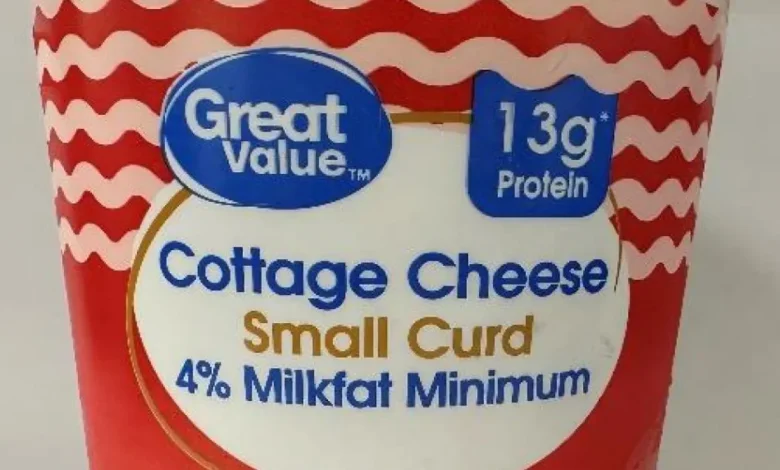 Great
Value™
13g*
Protein
Cottage Cheese
Small Curd
4% Milkfat Minimum